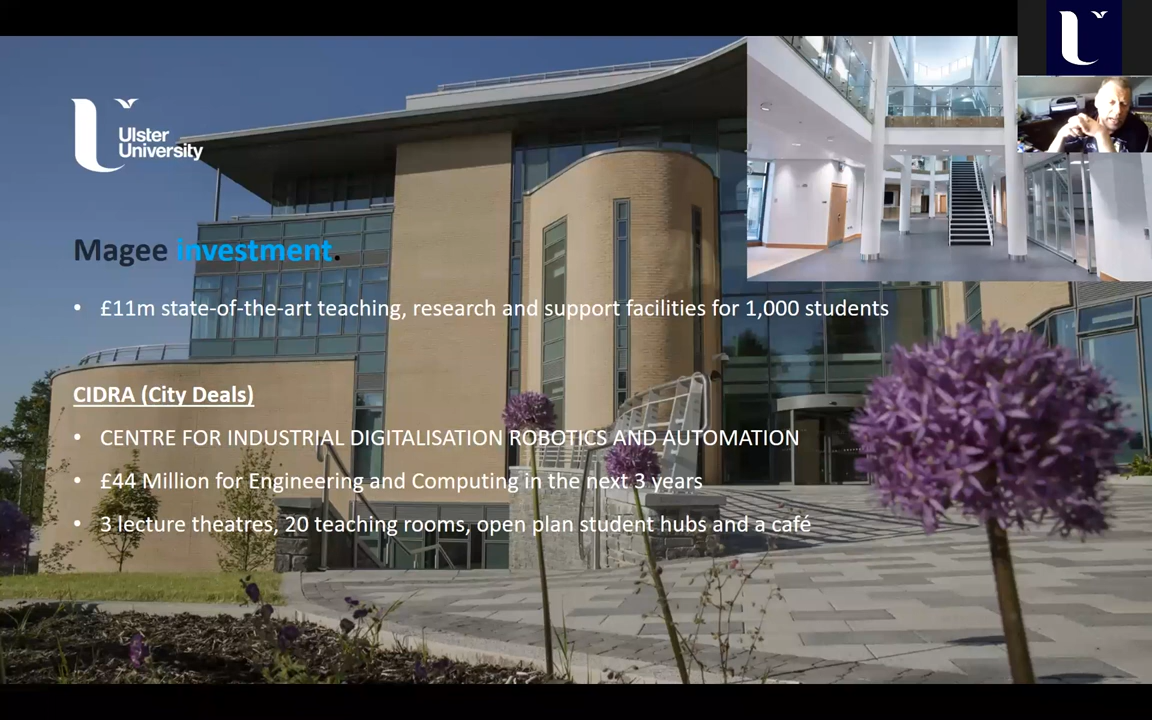 Ulster
University
Magee investment.
• £11m state-of-the-art teaching, research and support facilities for 1,000 students
CIDRA (City Deals)
• CENTRE FOR INDUSTRIAL DIGITALISATION ROBOTICS AND AUTOMATION
• £44 Million for Engineering and Computing in the next 3 years
• 3 lecture theatres, 20 teaching rooms, open plan student hubs and a café